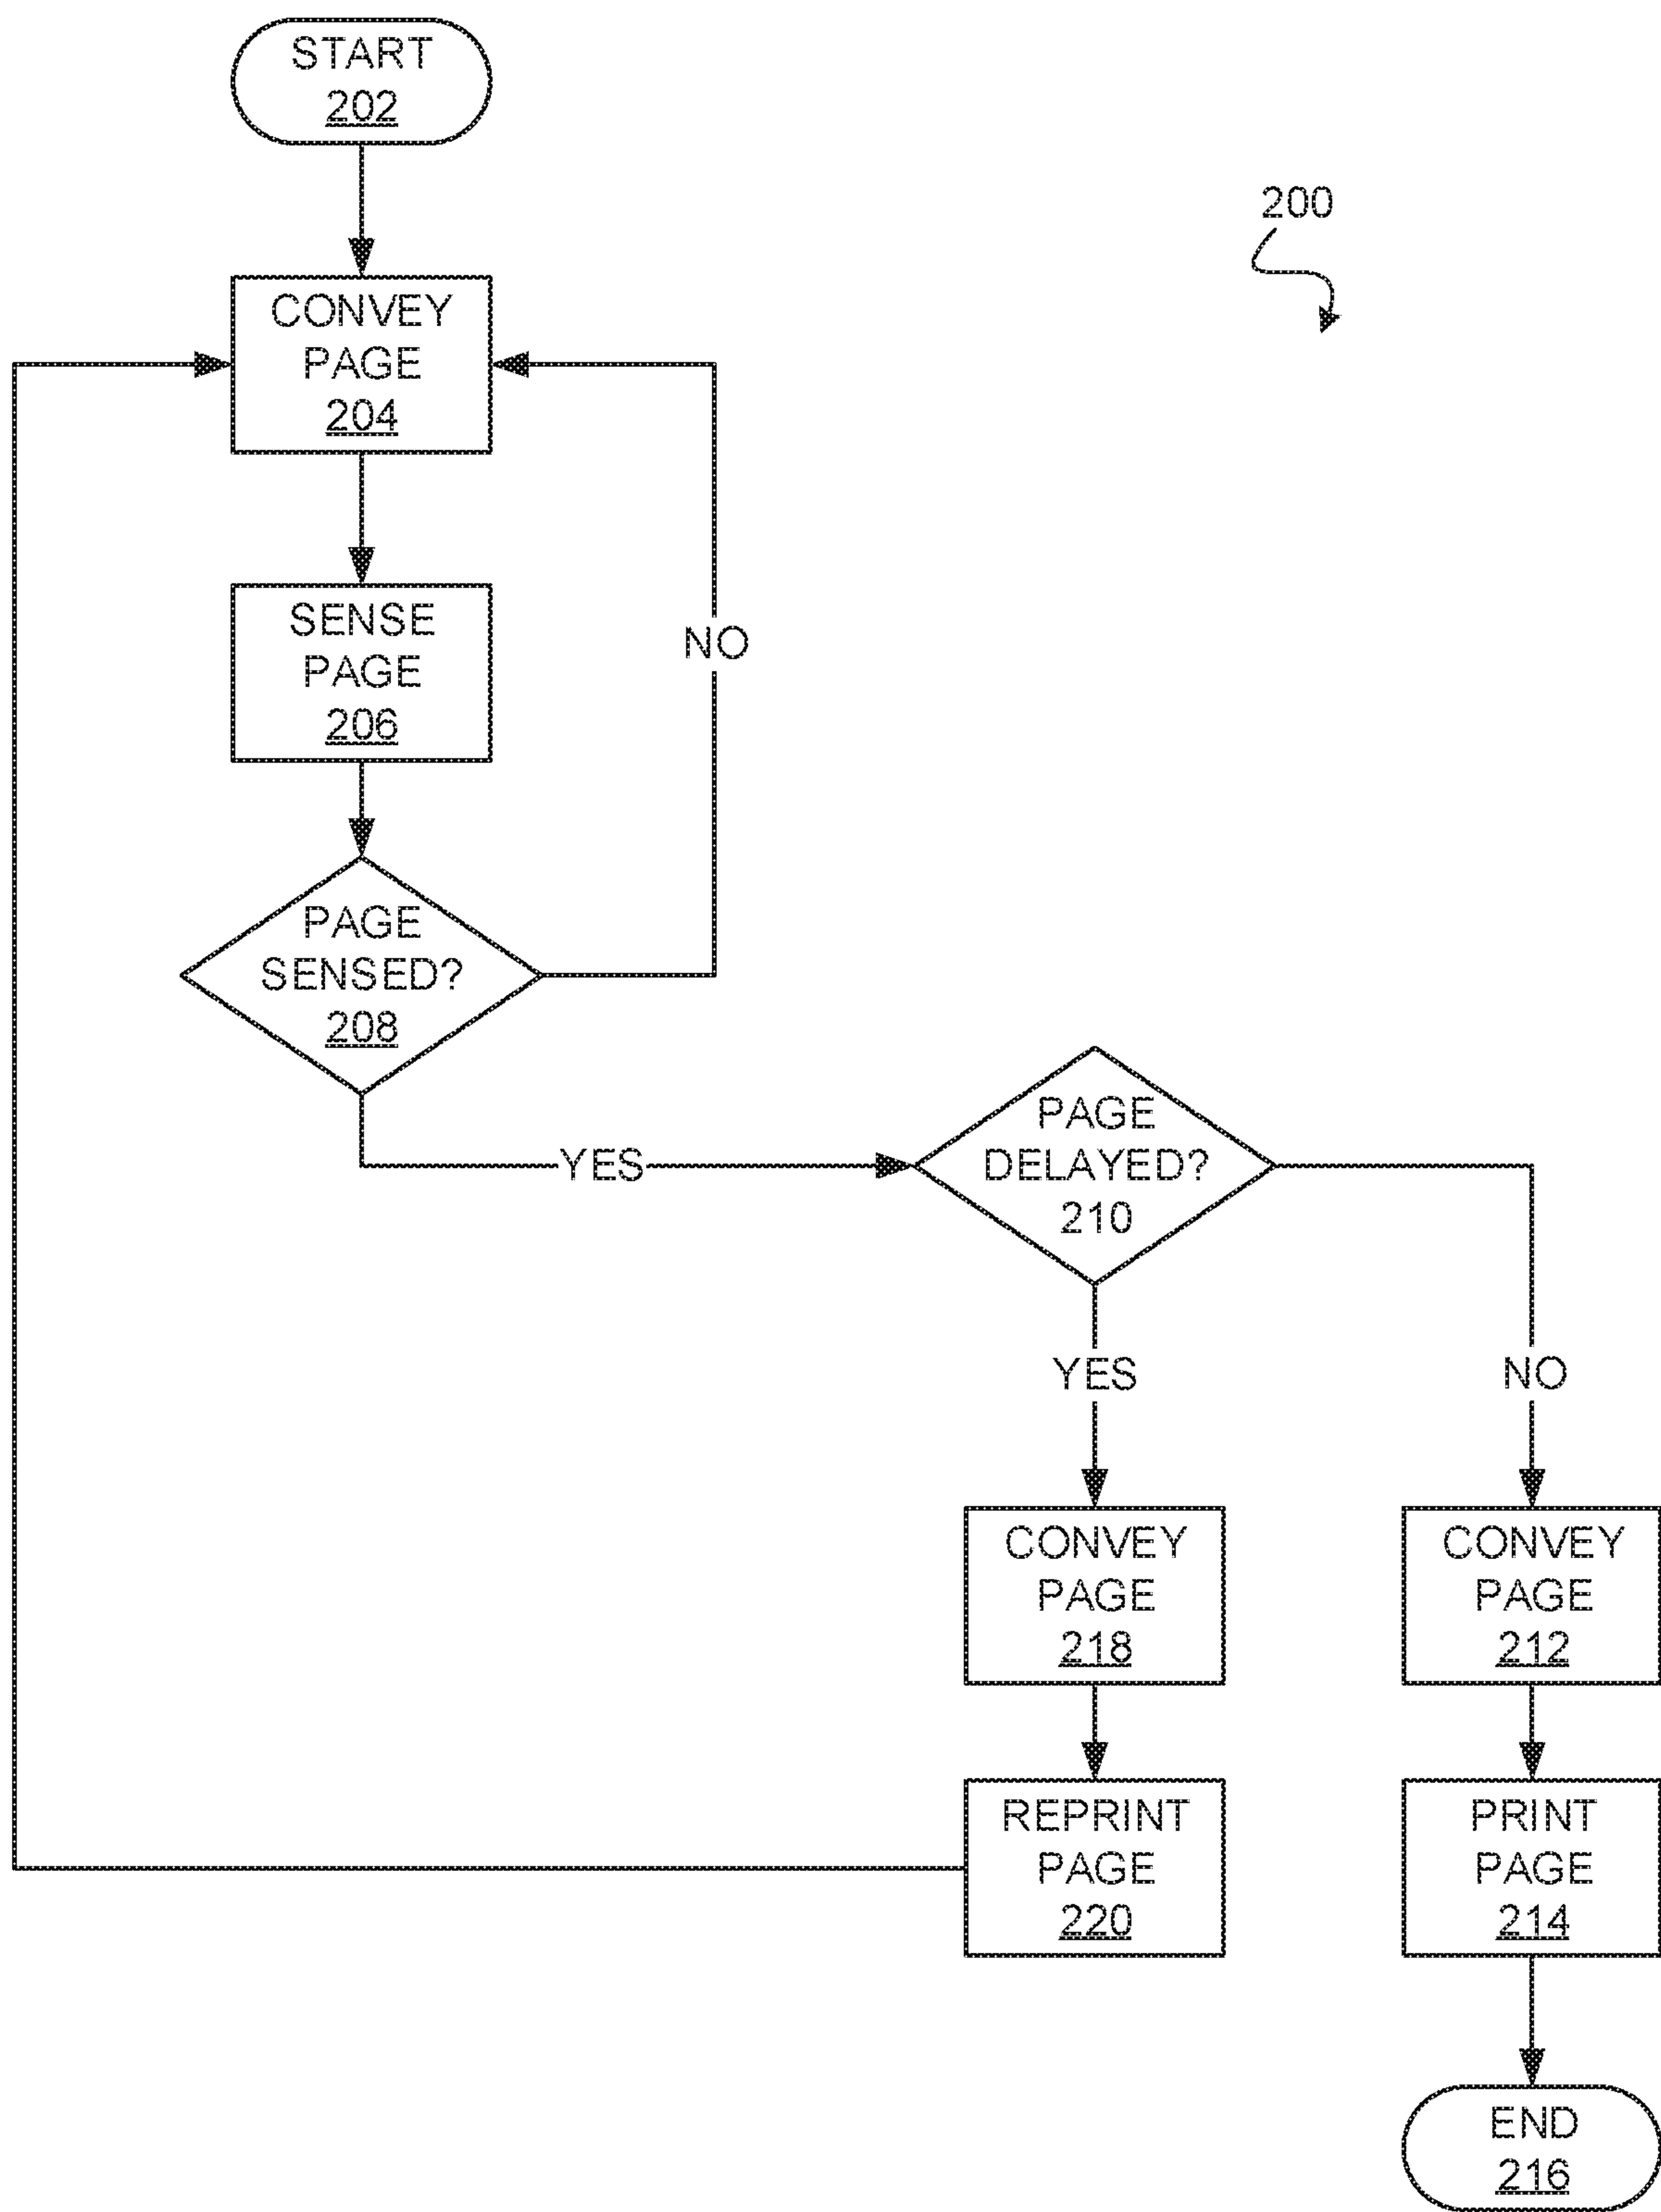 START
202
200
CONVEY
PAGE
204
SENSE
PAGE
206
NO
PAGE
SENSED?
208
YES
PAGE
DELAYED?
210
YES
NO
CONVEY
PAGE
218
CONVEY
PAGE
212
REPRINT
PAGE
220
PRINT
PAGE
214
END
216